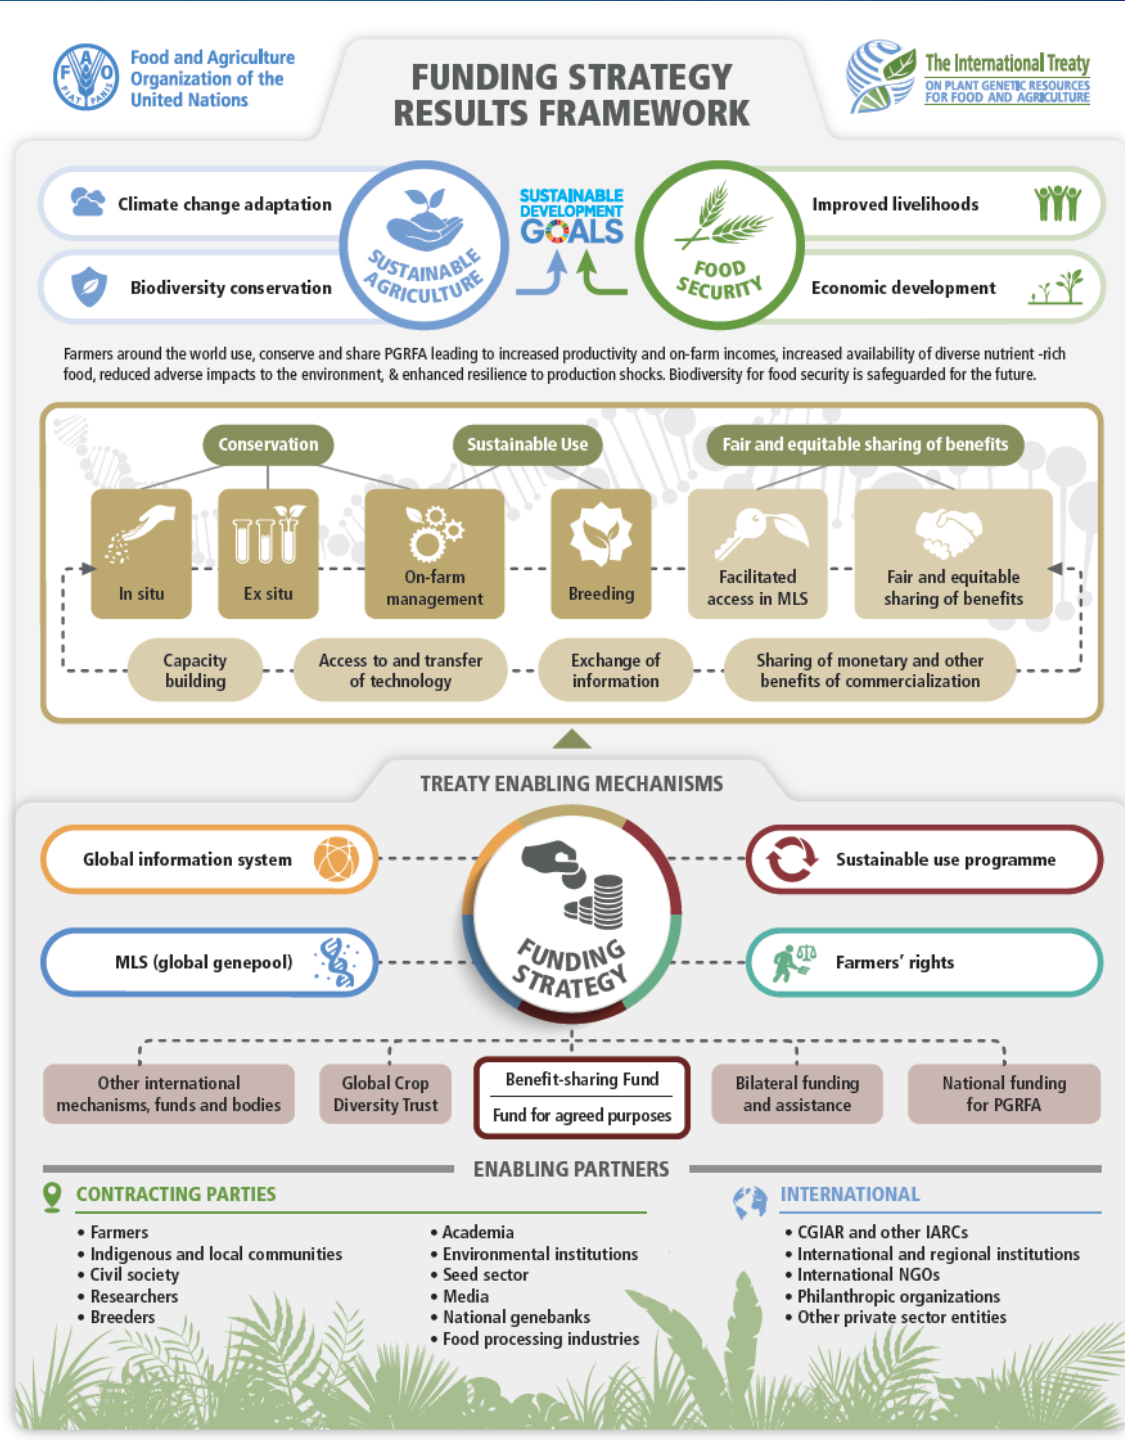 Food and Agriculture
Organization of the
United Nations
F A O
FIAT PANIS
FUNDING STRATEGY
RESULTS FRAMEWORK
The International Treaty
ON PLANT GENETIC RESOURCES
FOR FOOD AND AGRICULTURE
Climate change adaptation
Biodiversity conservation
SUSTAINABLE
AGRICULTURE
SUSTAINABLE
DEVELOPMENT
GOALS
FOOD
SECURITY
Improved livelihoods
Economic development
Farmers around the world use, conserve and share PGRFA leading to increased productivity and on-farm incomes, increased availability of diverse nutrient -rich
food, reduced adverse impacts to the environment, & enhanced resilience to production shocks. Biodiversity for food security is safeguarded for the future.
Conservation
Sustainable Use
Fair and equitable sharing of benefits
In situ
Ex situ
On-farm
management
Breeding
Facilitated
access in MLS
Fair and equitable
sharing of benefits
Capacity
building
Access to and transfer
of technology
Exchange of
information
Sharing of monetary and other
benefits of commercialization
TREATY ENABLING MECHANISMS
Global information system
MLS (global genepool)
FUNDING
STRATEGY
Sustainable use programme
Farmers' rights
Other international
mechanisms, funds and bodies
Global Crop
Diversity Trust
Benefit-sharing Fund
Fund for agreed purposes
Bilateral funding
and assistance
National funding
for PGRFA
ENABLING PARTNERS
CONTRACTING PARTIES
• Farmers
• Indigenous and local communities
• Civil society
• Researchers
• Breeders
• Academia
• Environmental institutions
• Seed sector
• Media
• National genebanks
• Food processing industries
INTERNATIONAL
• CGIAR and other IARCs
• International and regional institutions
• International NGOs
• Philanthropic organizations
• Other private sector entities